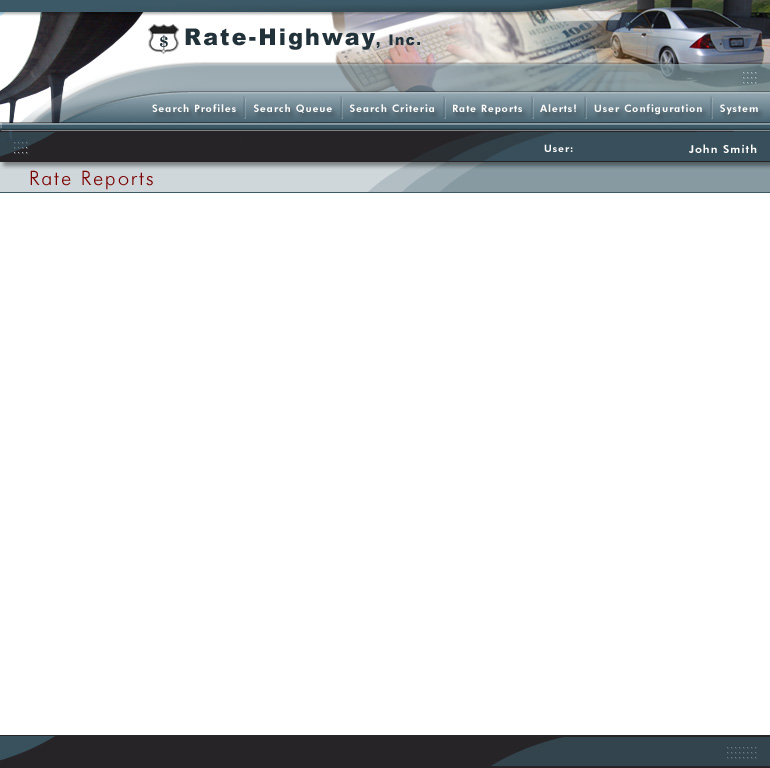 Rate-Highway, Inc.
Search Profiles Search Queue Search Criteria Rate Reports Alerts! User Configuration System
User: John Smith
Rate Reports